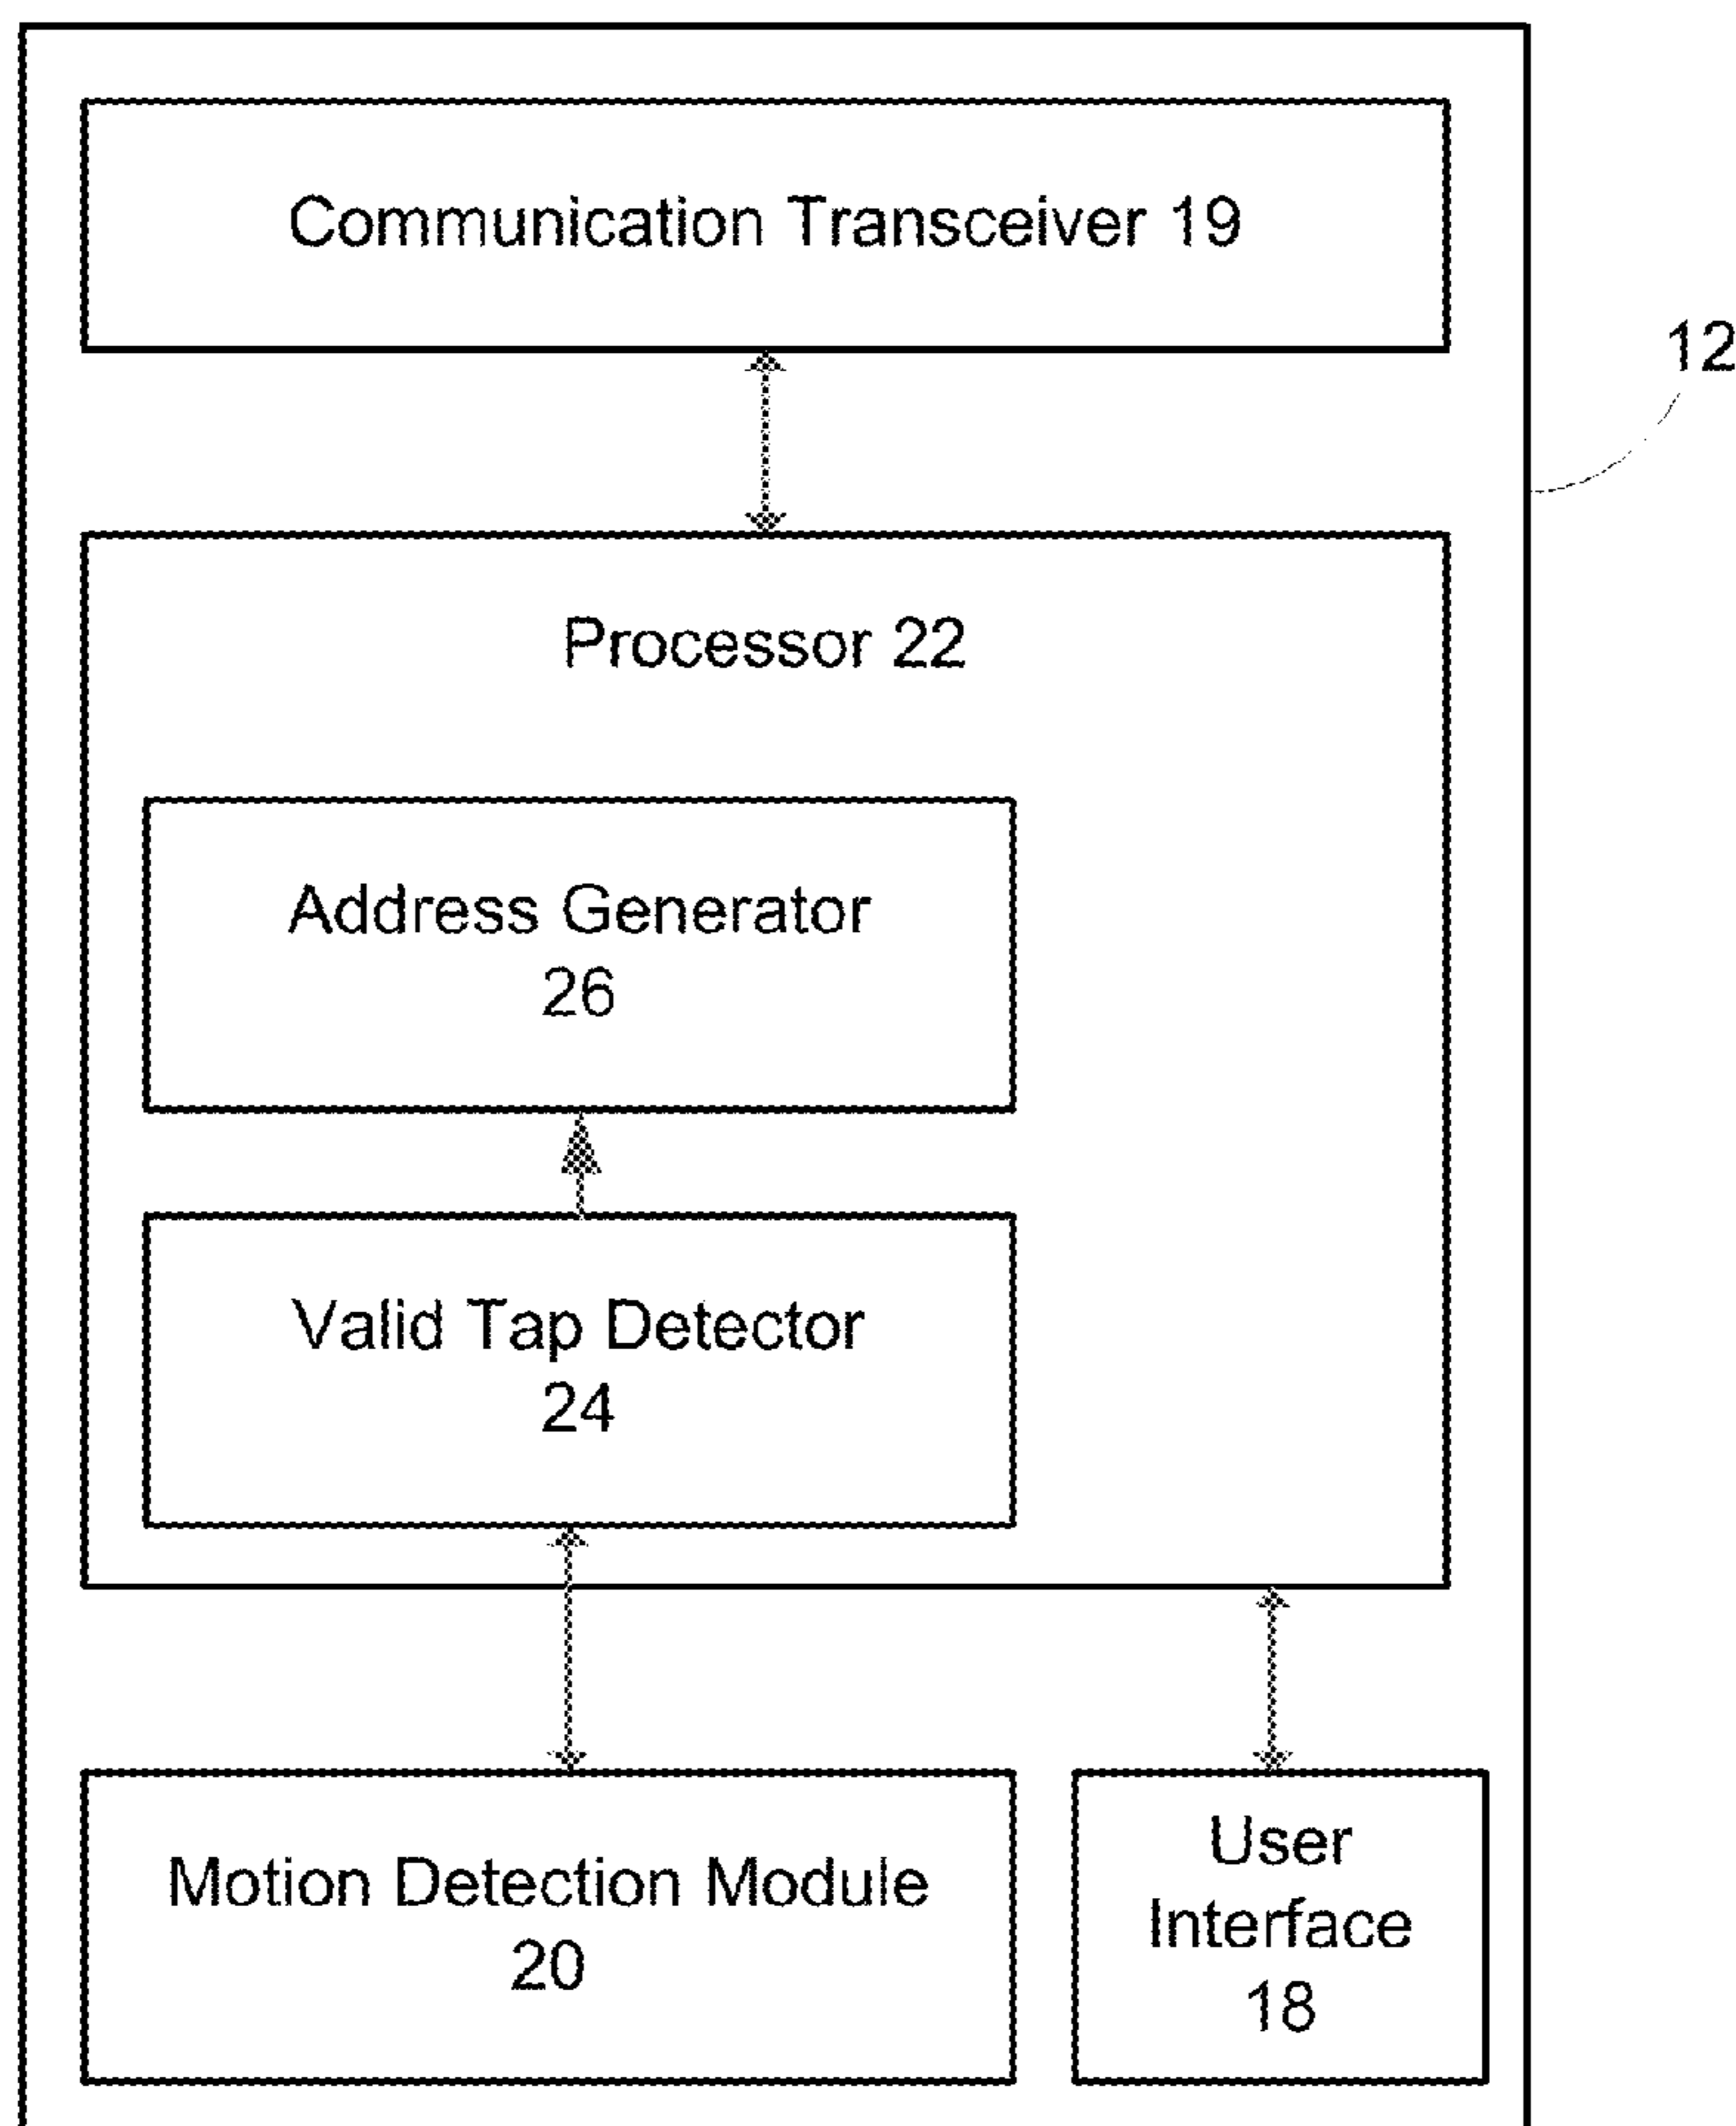 Communication Transceiver 19
12
Processor 22
Address Generator
26
Valid Tap Detector
24
Motion Detection Module
20
User
Interface
18